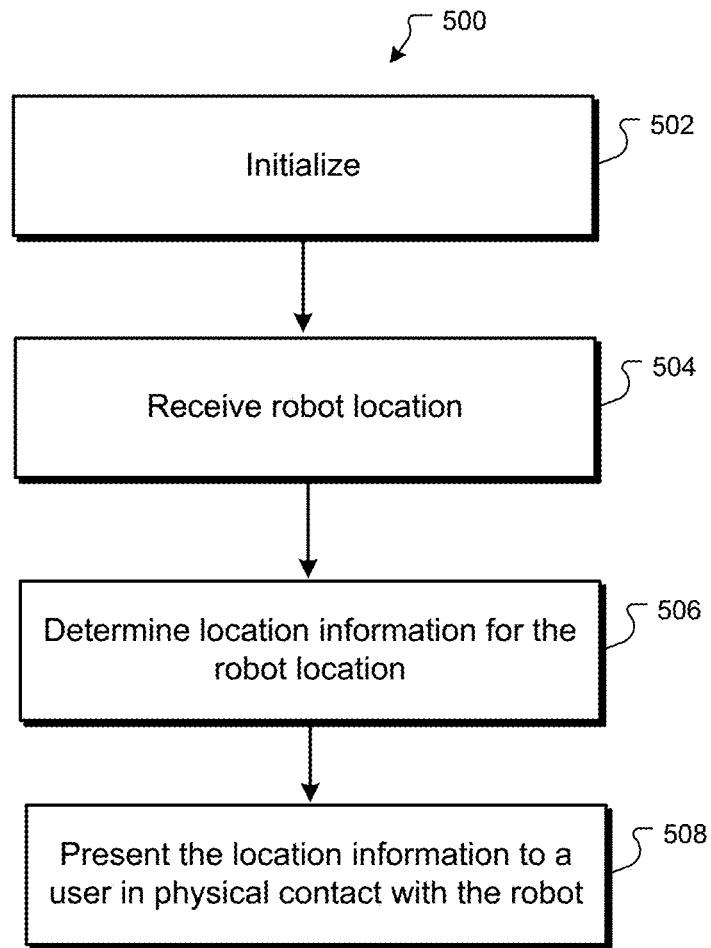 500
Initialize
502
Receive robot location
504
Determine location information for the
robot location
506
Present the location information to a
user in physical contact with the robot
508